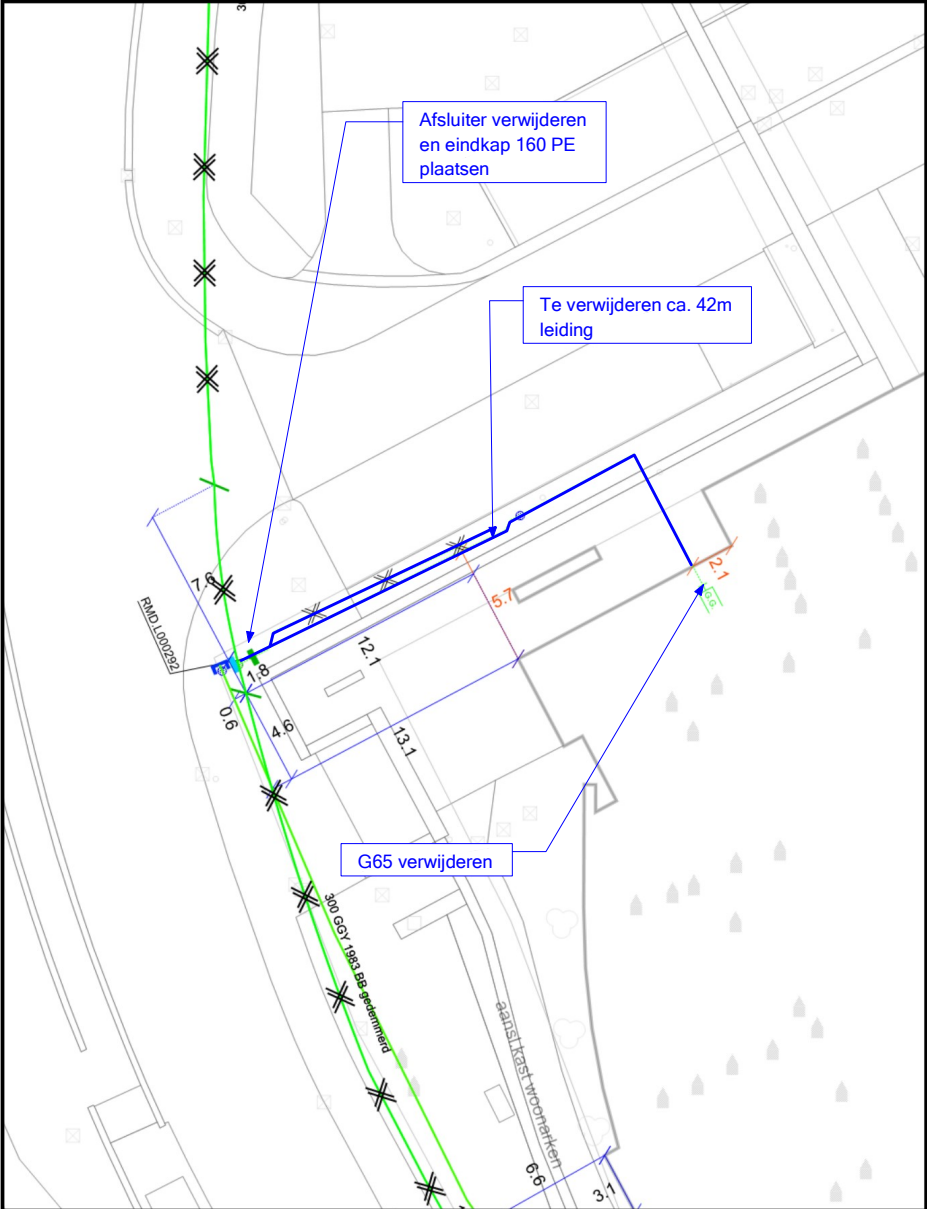 Afsluiter verwijderen
en eindkap 160 PE
plaatsen
Te verwijderen ca. 42m
leiding
7.6
RMD.L000292
1.8
12.1
5.7
2.1
G.G
0.6
4.6
13.1
G65 verwijderen
300 GGY 1983 BB gedemmerd
aansl.kast woonarken
6.6
3.1